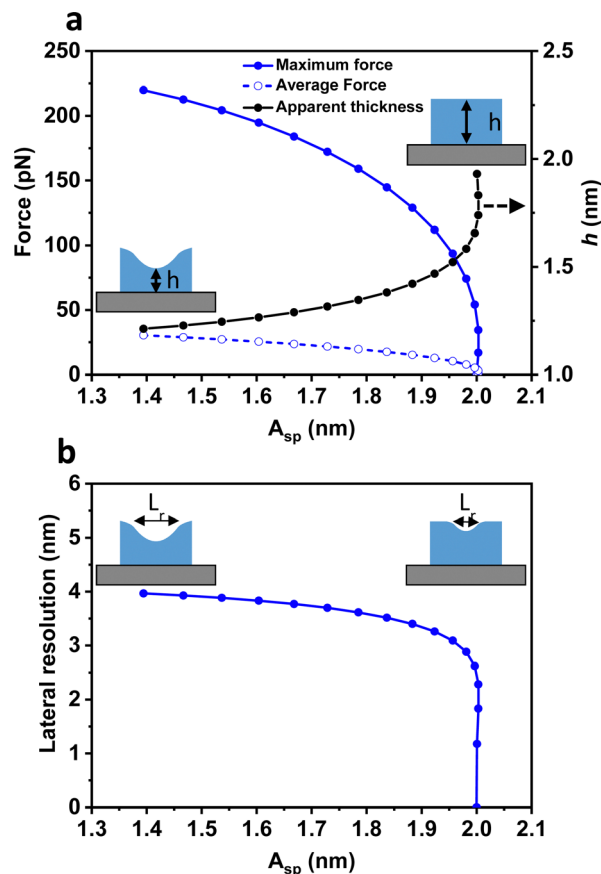 a
Maximum force
Average Force
Apparent thickness
Force (pN)
250
200
150
100
50
0
h (nm)
2.5
2.0
1.5
1.0
h
h
1.3 1.4 1.5 1.6 1.7 1.8 1.9 2.0 2.1
Asp (nm)
b
Lateral resolution (nm)
6
5
4
3
2
1
0
Lr
Lr
1.3 1.4 1.5 1.6 1.7 1.8 1.9 2.0 2.1
Asp (nm)